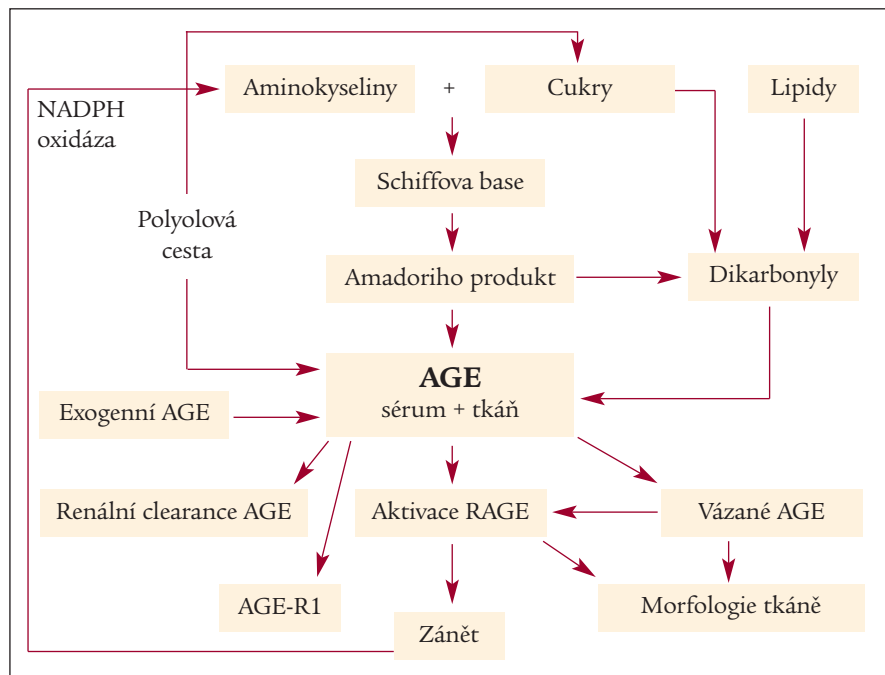 Aminokyseliny
+
Cukry
Lipidy
NADPH
oxidáza
Schiffova base
Polyolová
cesta
Amadoriho produkt
Dikarbonyly
AGE
sérum + tkáň
Exogenní AGE
Renální clearance AGE
Aktivace RAGE
Vázané AGE
AGE-R1
Morfologie tkáně
Zánět